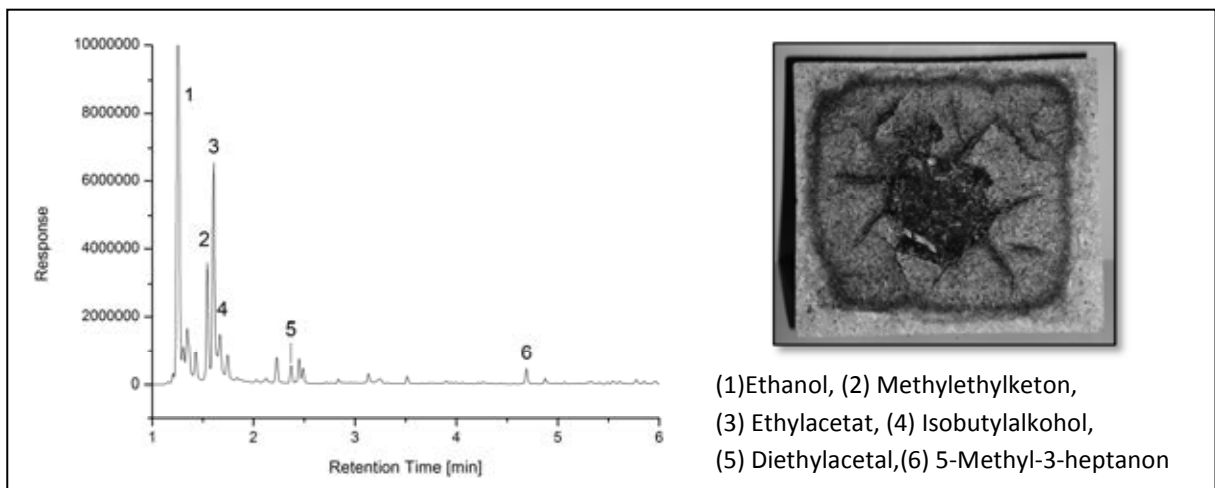 10000000
8000000
6000000
4000000
2000000
0
Response
1
2
3
4
5
6
1 2 3 4 5 6
Retention Time [min]
(1)Ethanol, (2) Methylethylketon,
(3) Ethylacetat, (4) Isobutylalkohol,
(5) Diethylacetal,(6) 5-Methyl-3-heptanon